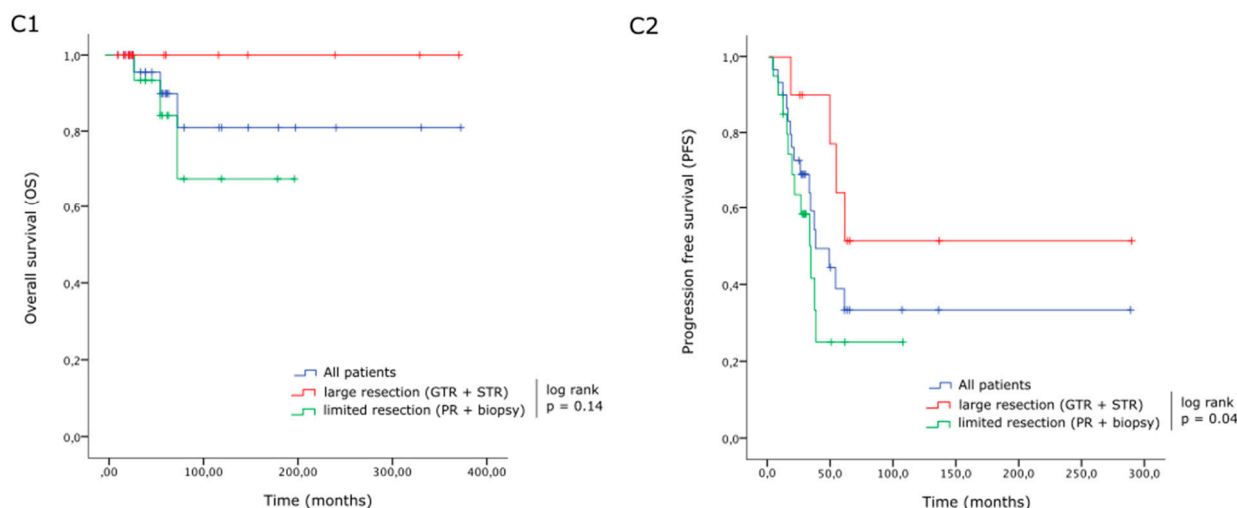 C1
Overall survival (OS)
1,0
0,8
0,6
0,4
0,2
0,0
,00
100,00
200,00
300,00
400,00
Time (months)
All patients
large resection (GTR + STR)
limited resection (PR + biopsy)
log rank
p = 0.14
C2
Progression free survival (PFS)
1,0
0,8
0,6
0,4
0,2
0,0
0,0
50,0
100,0
150,0
200,0
250,0
300,0
Time (months)
All patients
large resection (GTR + STR)
limited resection (PR + biopsy)
log rank
p = 0.04